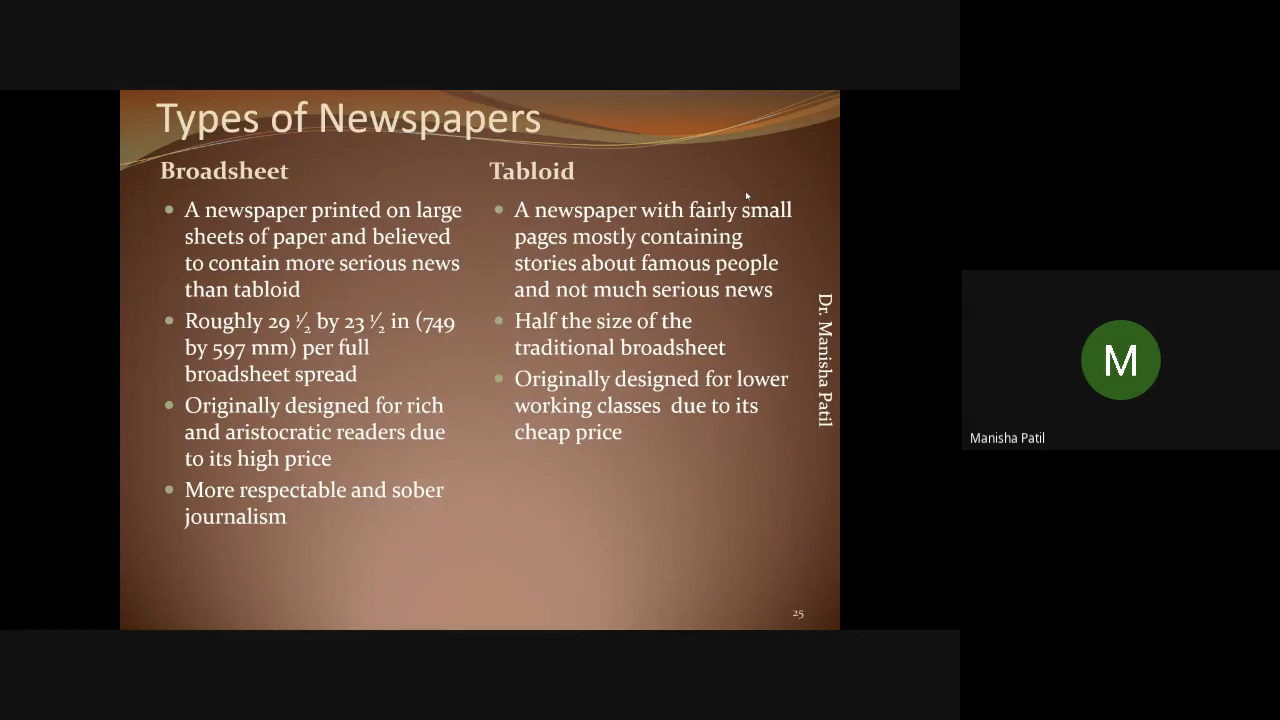 Types of Newspapers
Broadsheet
• A newspaper printed on large
sheets of paper and believed
to contain more serious news
than tabloid
• Roughly 29 ½ by 23 ½ in (749
by 597 mm) per full
broadsheet spread
• Originally designed for rich
and aristocratic readers due
to its high price
• More respectable and sober
journalism
Tabloid
• A newspaper with fairly small
pages mostly containing
stories about famous people
and not much serious news
• Half the size of the
traditional broadsheet
• Originally designed for lower
working classes due to its
cheap price
Dr. Manisha Patil
25
M
Manisha Patil